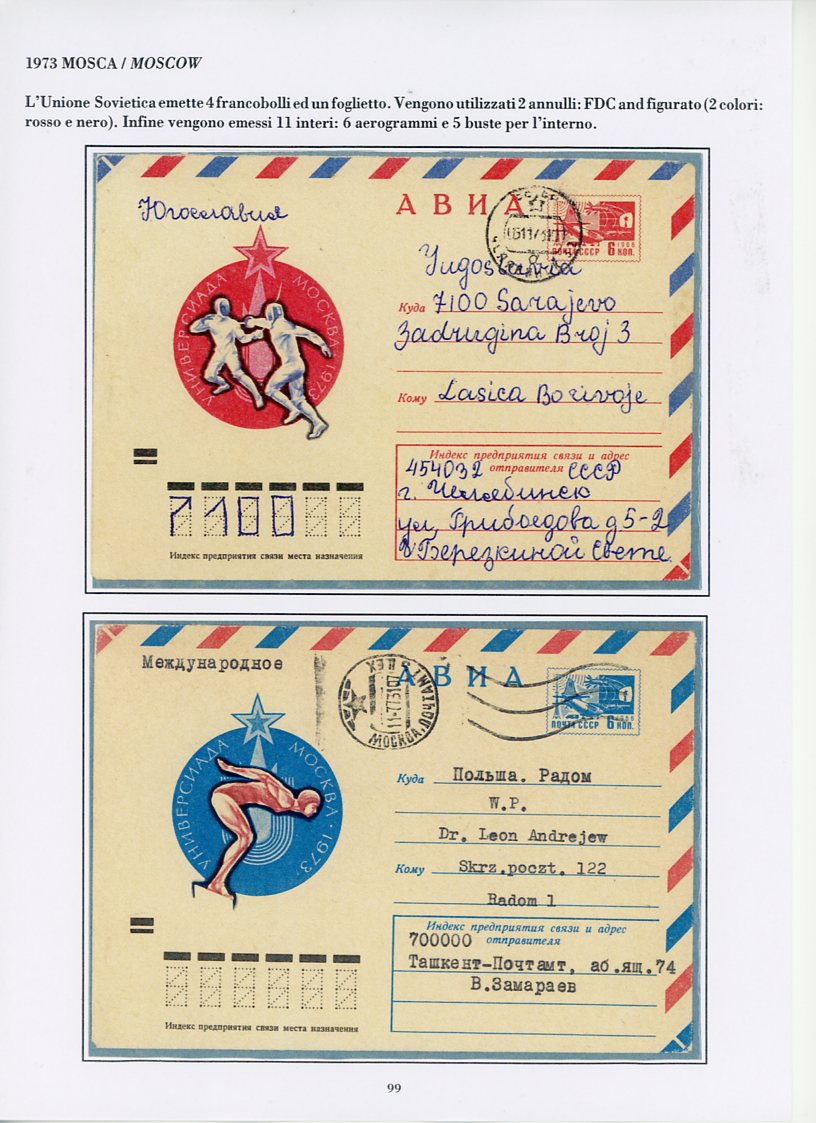 1973 MOSCA / MOSCOW
L'Unione Sovietica emette 4 francobolli ed un foglietto. Vengono utilizzati 2 annulli: FDC and figurato (2 colori:
rosso e nero). Infine vengono emessi 11 interi: 6 aerogrammi e 5 buste per l'interno.
Югославия
АВИА
ПОЧТА СССР
1966
6 КОП.
УНИВЕРСИАДА МОСКВА 1973
Yugoslavia
Куда 7100 Sarajevo
Zadrugina Broj 3
Кому Lasica Borivoje
Индекс предприятия связи и адрес
отправителя
454032 СССР
г. Челябинск
ул, Грибоедова д 5-2
Березкиной Свете.
7100
Индекс предприятия связи места назначения
Международное
АВИА
МОСКВА
ПОЧТА СССР
1966
6 КОП.
УНИВЕРСИАДА МОСКВА · 1973
Куда Польша. Радом
W.P.
Dr. Leon Andrejew
Кому Skrz.poczt. 122
Radom 1
Индекс предприятия связи и адрес
700000 отправителя
Ташкент-Почтамт, аб.ящ.74
В.Замараев
Индекс предприятия связи места назначения
99